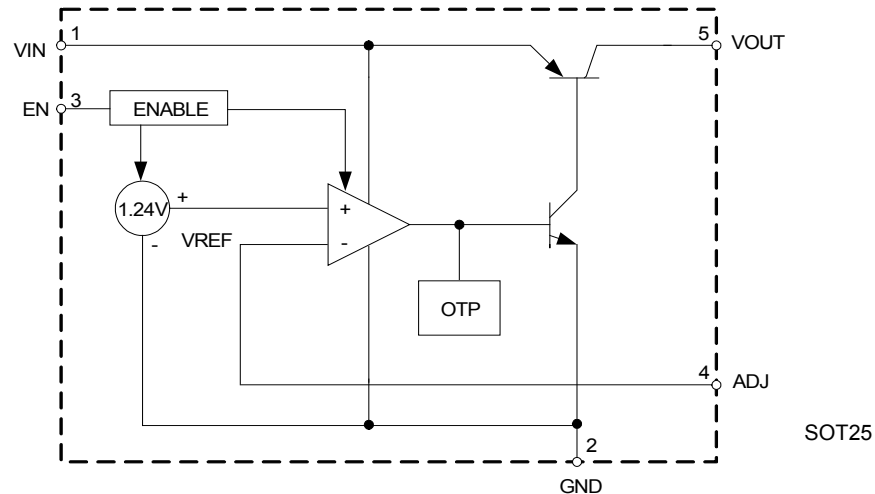 1
VIN
5
VOUT
3
EN
ENABLE
1.24V
+
-
VREF
+
-
OTP
4
ADJ
2
GND
SOT25